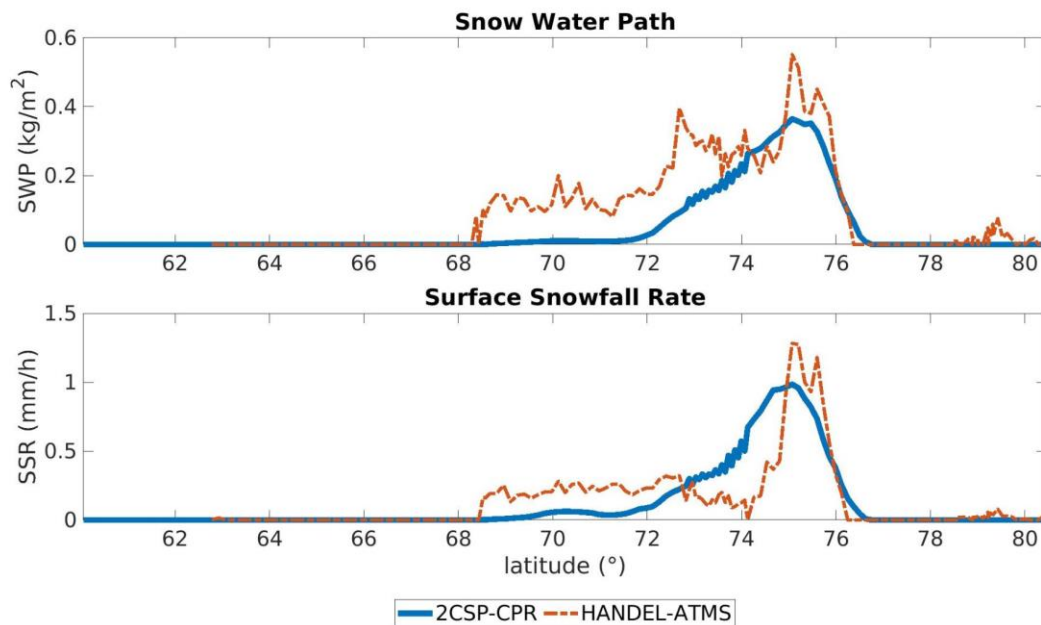 Snow Water Path
SWP (kg/m²)
0.6
0.4
0.2
0
62 64 66 68 70 72 74 76 78 80
Surface Snowfall Rate
SSR (mm/h)
1.5
1
0.5
0
62 64 66 68 70 72 74 76 78 80
latitude (°)
2CSP-CPR HANDEL-ATMS